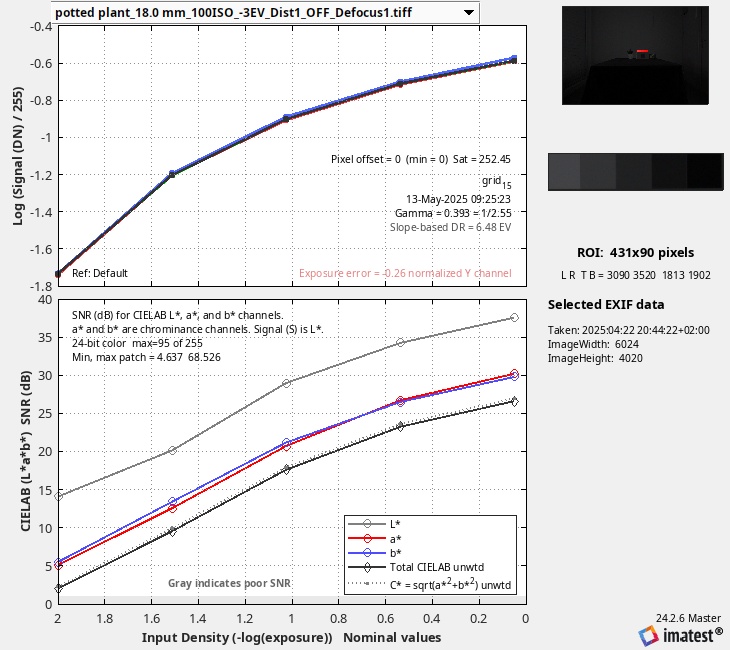 potted plant_18.0 mm_100ISO_-3EV_Dist1_OFF_Defocus1.tiff
-0.4
-0.6
-0.8
-1
-1.2
-1.4
-1.6
-1.8
Log (Signal (DN) / 255)
Pixel offset = 0 (min = 0) Sat = 252.45
grid15
13-May-2025 09:25:23
Gamma = 0.393 = 1/2.55
Slope-based DR = 6.48 EV
Ref: Default
Exposure error = -0.26 normalized Y channel
ROI: 431x90 pixels
L R T B = 3090 3520 1813 1902
Selected EXIF data
Taken: 2025:04:22 20:44:22+02:00
ImageWidth: 6024
ImageHeight: 4020
40
35
30
25
20
15
10
5
0
CIELAB (L*a*b*) SNR (dB)
SNR (dB) for CIELAB L*, a*, and b* channels.
a* and b* are chrominance channels. Signal (S) is L*.
24-bit color max=95 of 255
Min, max patch = 4.637 68.526
L*
a*
b*
Total CIELAB unwtd
C* = sqrt(a*²+b*²) unwtd
Gray indicates poor SNR
2 1.8 1.6 1.4 1.2 1 0.8 0.6 0.4 0.2 0
Input Density (-log(exposure)) Nominal values
24.2.6 Master
imatest®